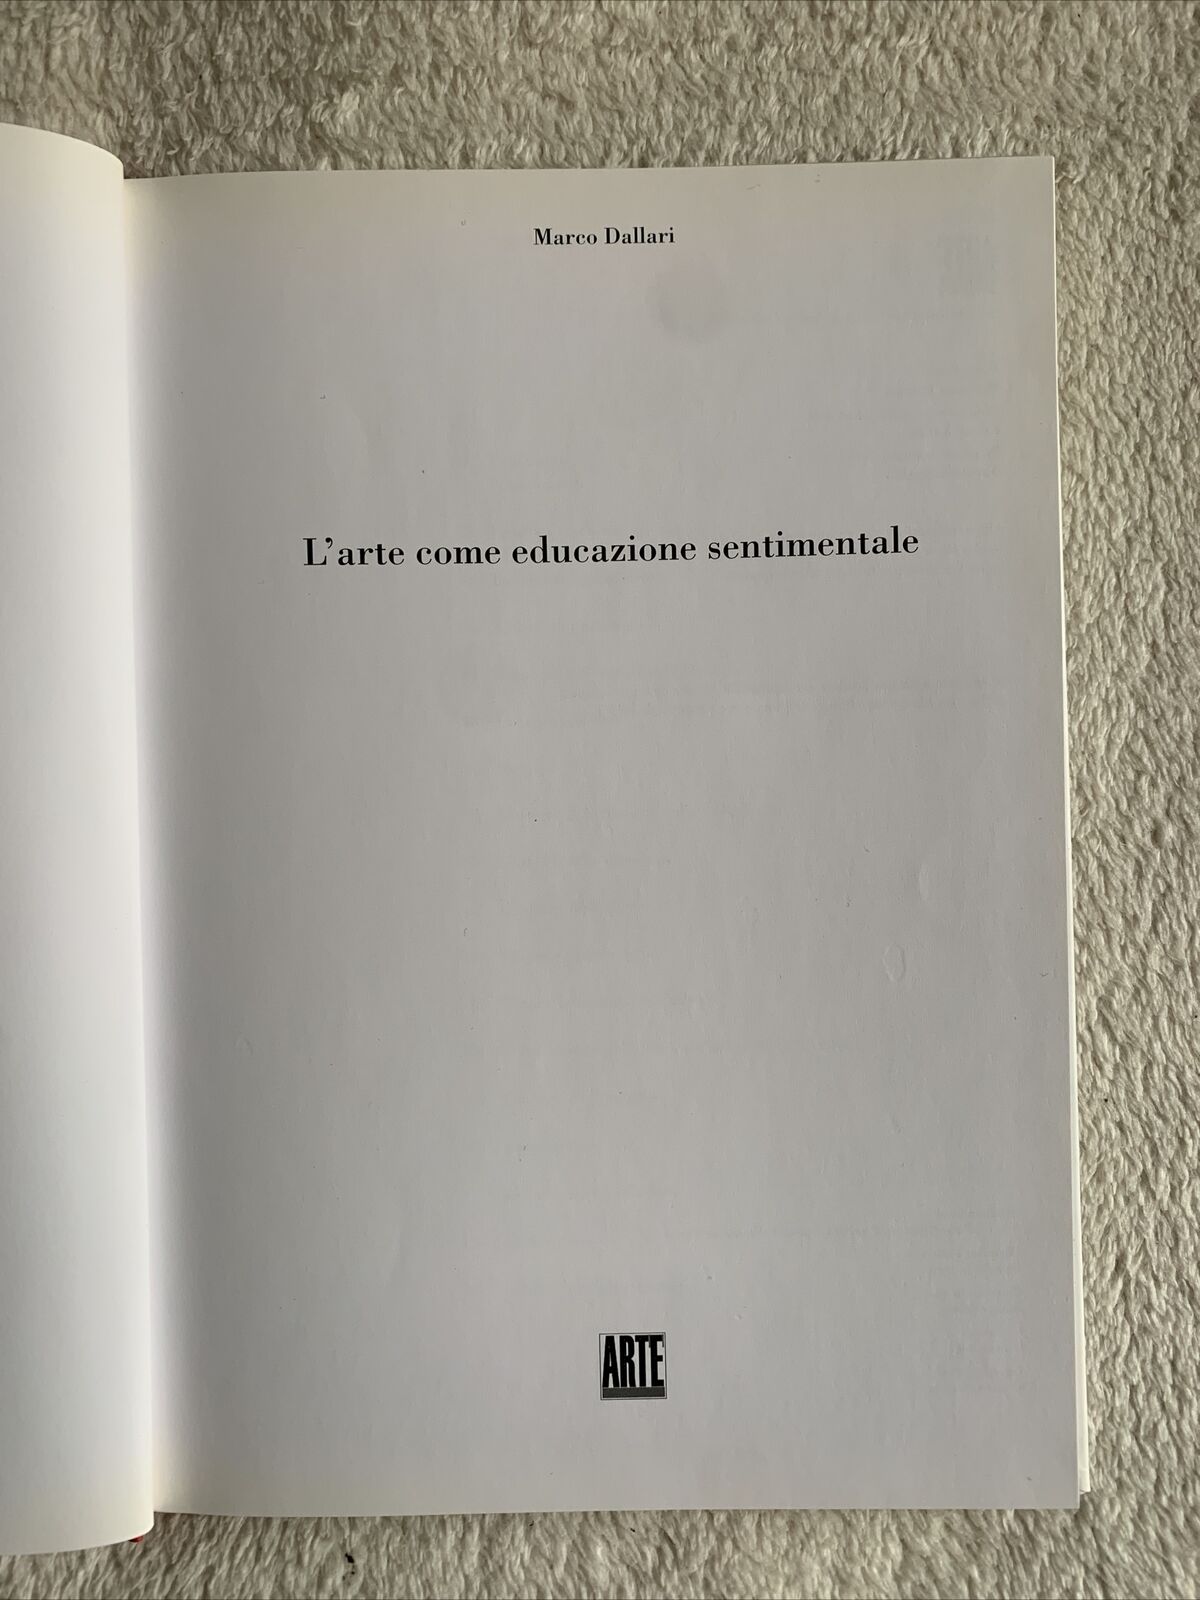 Marco Dallari
L'arte come educazione sentimentale
ARTE